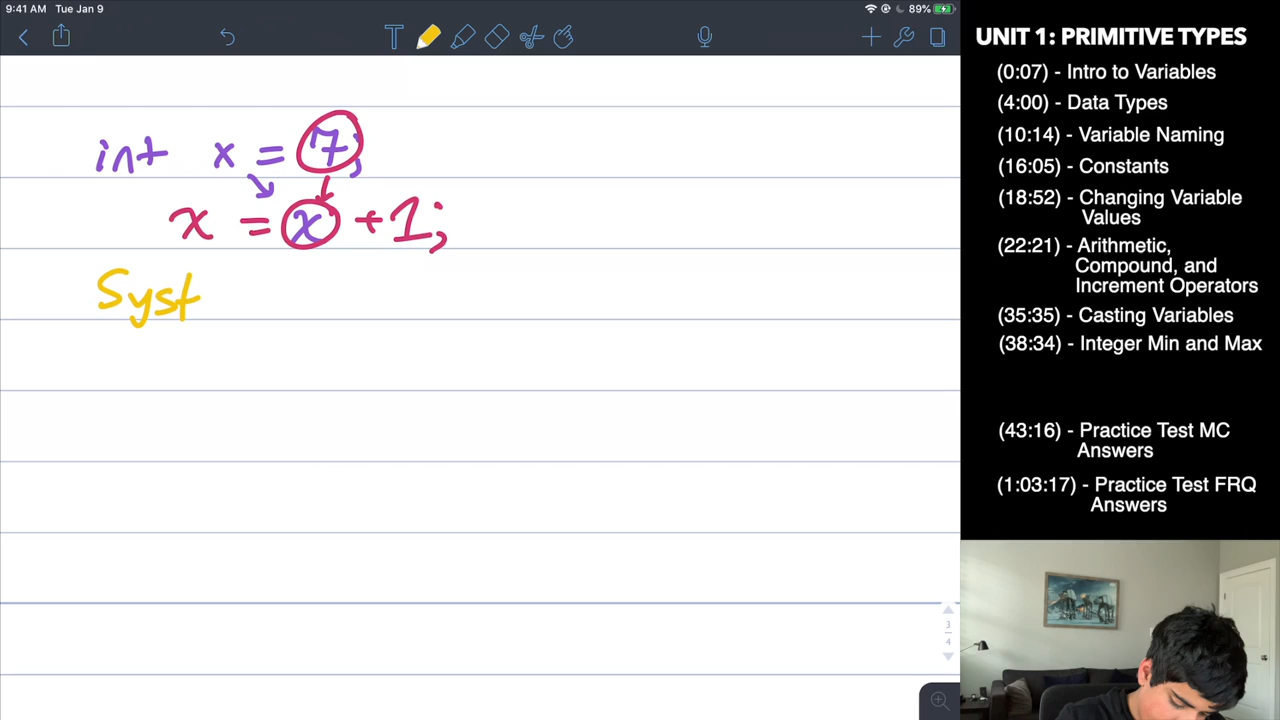 9:41 AM Tue Jan 9
89%
T
int x = 7;
x = x + 1;
Syst
3
4
UNIT 1: PRIMITIVE TYPES
(0:07) - Intro to Variables
(4:00) - Data Types
(10:14) - Variable Naming
(16:05) - Constants
(18:52) - Changing Variable
Values
(22:21) - Arithmetic,
Compound, and
Increment Operators
(35:35) - Casting Variables
(38:34) - Integer Min and Max
(43:16) - Practice Test MC
Answers
(1:03:17) - Practice Test FRQ
Answers